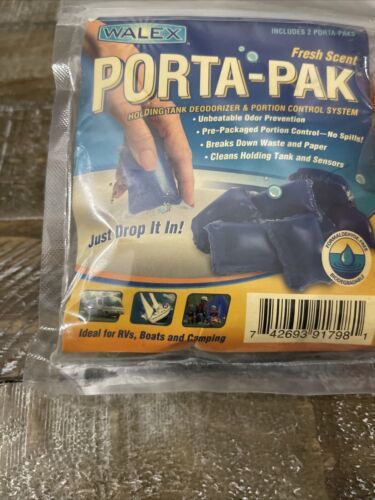 WALEX
INCLUDES 2 PORTA-PAKS
Fresh Scent
PORTA-PAK
HOLDING TANK DEODORIZER & PORTION CONTROL SYSTEM
• Unbeatable Odor Prevention
• Pre-Packaged Portion Control—No Spills!
• Breaks Down Waste and Paper
• Cleans Holding Tank and Sensors
Just Drop It In!
FORMALDEHYDE FREE
BIODEGRADABLE
Ideal for RVs, Boats and Camping
7 42693 91798 1